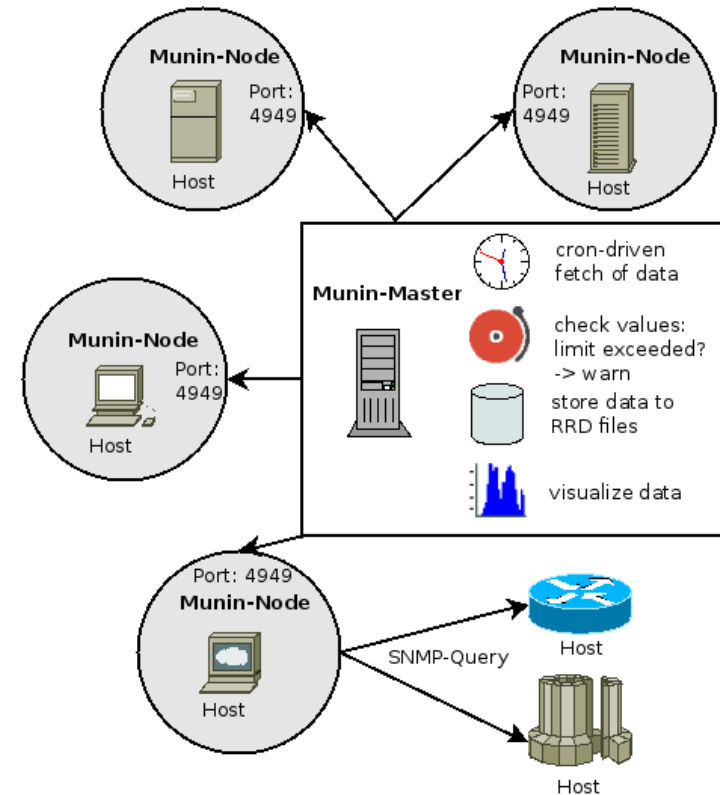 Munin-Node
Port:
4949
Host
Munin-Node
Port:
4949
Host
Munin-Master
cron-driven
fetch of data
check values:
limit exceeded?
-> warn
store data to
RRD files
visualize data
Munin-Node
Port:
4949
Host
Port: 4949
Munin-Node
Host
SNMP-Query
Host
Host